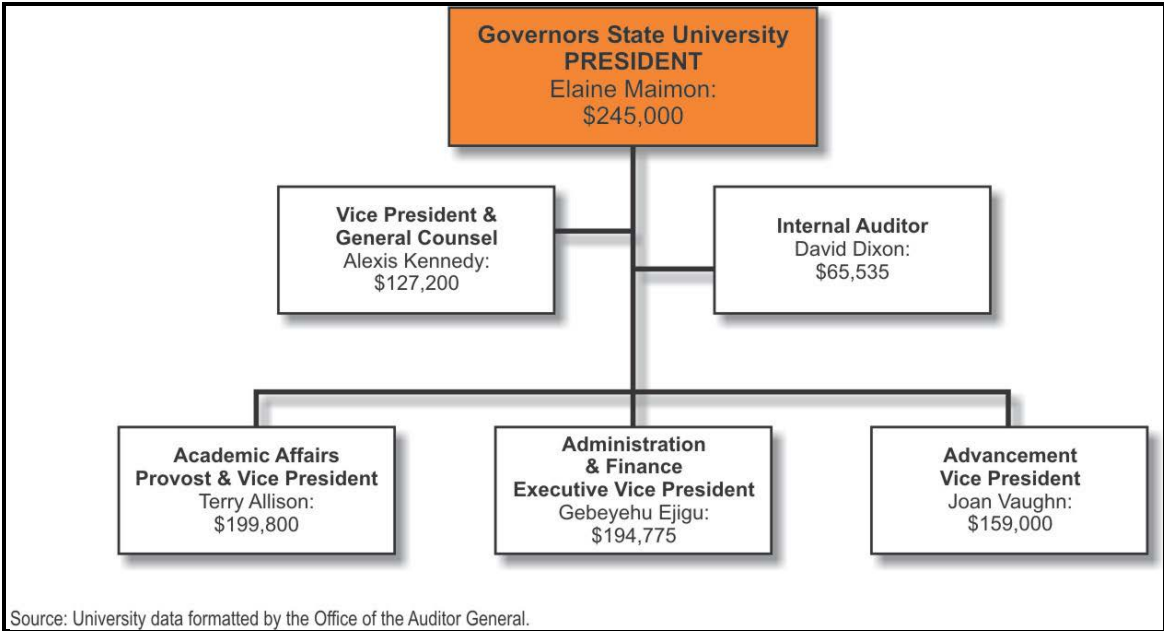 Governors State University
PRESIDENT
Elaine Maimon:
$245,000
Vice President &
General Counsel
Alexis Kennedy:
$127,200
Internal Auditor
David Dixon:
$65,535
Academic Affairs
Provost & Vice President
Terry Allison:
$199,800
Administration
& Finance
Executive Vice President
Gebeyehu Ejigu:
$194,775
Advancement
Vice President
Joan Vaughn:
$159,000
Source: University data formatted by the Office of the Auditor General.